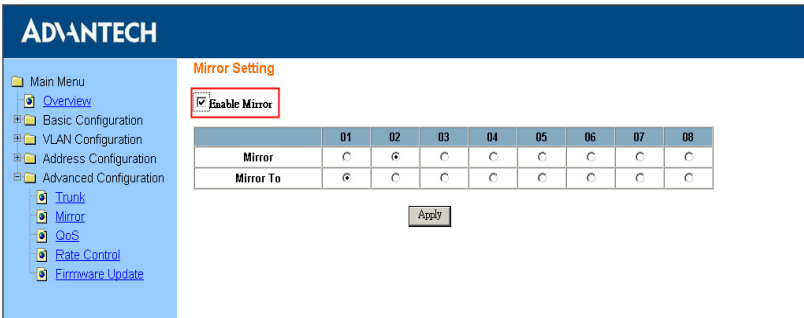 ADVANTECH
Main Menu
Overview
Basic Configuration
VLAN Configuration
Address Configuration
Advanced Configuration
Trunk
Mirror
QoS
Rate Control
Firmware Update
Mirror Setting
Enable Mirror
01 02 03 04 05 06 07 08
Mirror
Mirror To
Apply